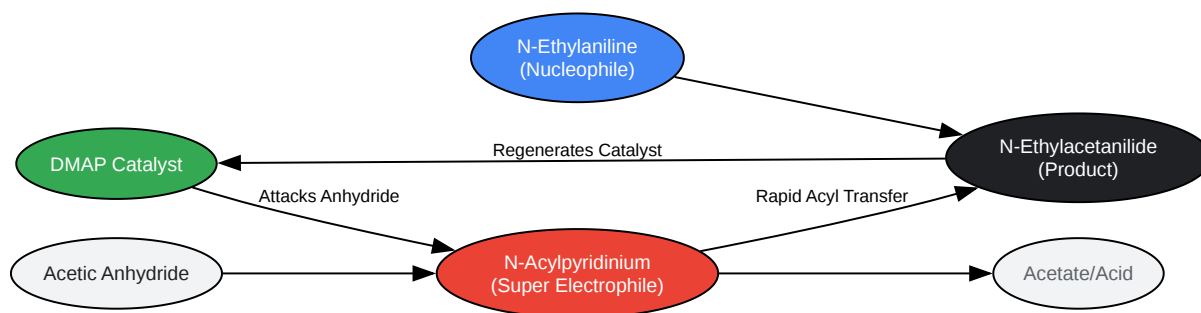 N-Ethylaniline
(Nucleophile)
N-Ethylacetanilide
(Product)
Regenerates Catalyst
DMAP Catalyst
Attacks Anhydride
Rapid Acyl Transfer
Acetic Anhydride
N-Acylpyridinium
(Super Electrophile)
Acetate/Acid